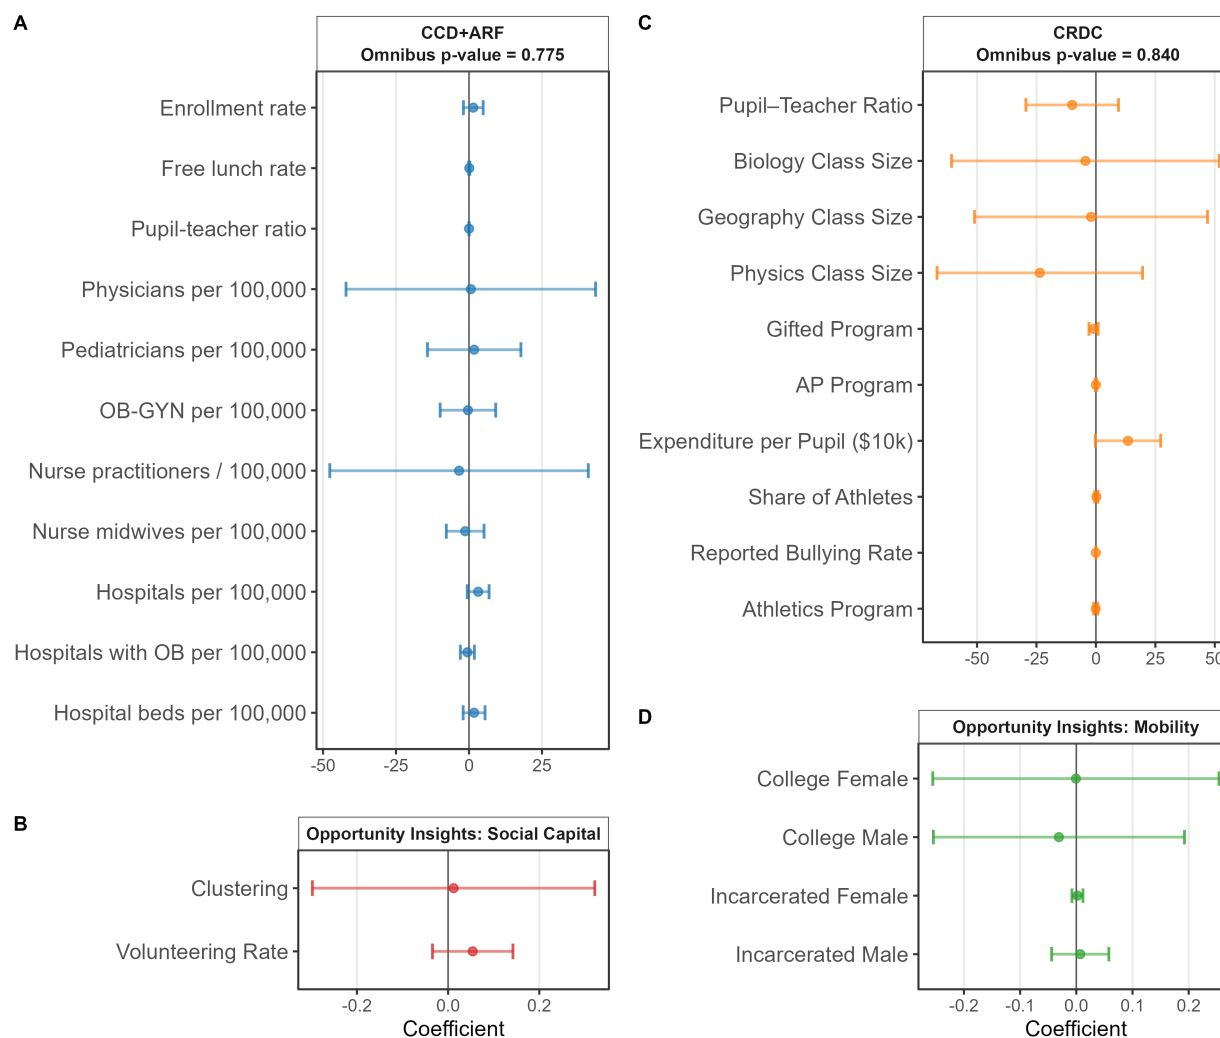 A
CCD+ARF
Omnibus p-value = 0.775
Enrollment rate
Free lunch rate
Pupil-teacher ratio
Physicians per 100,000
Pediatricians per 100,000
OB-GYN per 100,000
Nurse practitioners / 100,000
Nurse midwives per 100,000
Hospitals per 100,000
Hospitals with OB per 100,000
Hospital beds per 100,000
-50 -25 0 25
B
Opportunity Insights: Social Capital
Clustering
Volunteering Rate
-0.2 0.0 0.2
Coefficient
C
CRDC
Omnibus p-value = 0.840
Pupil–Teacher Ratio
Biology Class Size
Geography Class Size
Physics Class Size
Gifted Program
AP Program
Expenditure per Pupil ($10k)
Share of Athletes
Reported Bullying Rate
Athletics Program
-50 -25 0 25 50
D
Opportunity Insights: Mobility
College Female
College Male
Incarcerated Female
Incarcerated Male
-0.2 -0.1 0.0 0.1 0.2
Coefficient